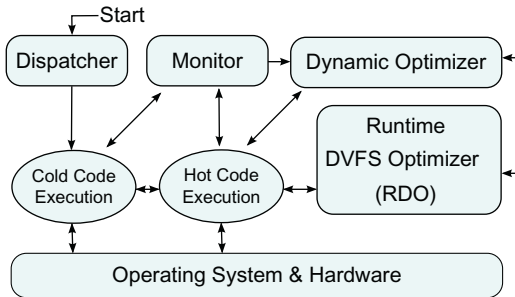 Start
Dispatcher
Monitor
Dynamic Optimizer
Runtime
DVFS Optimizer
(RDO)
Cold Code
Execution
Hot Code
Execution
Operating System & Hardware